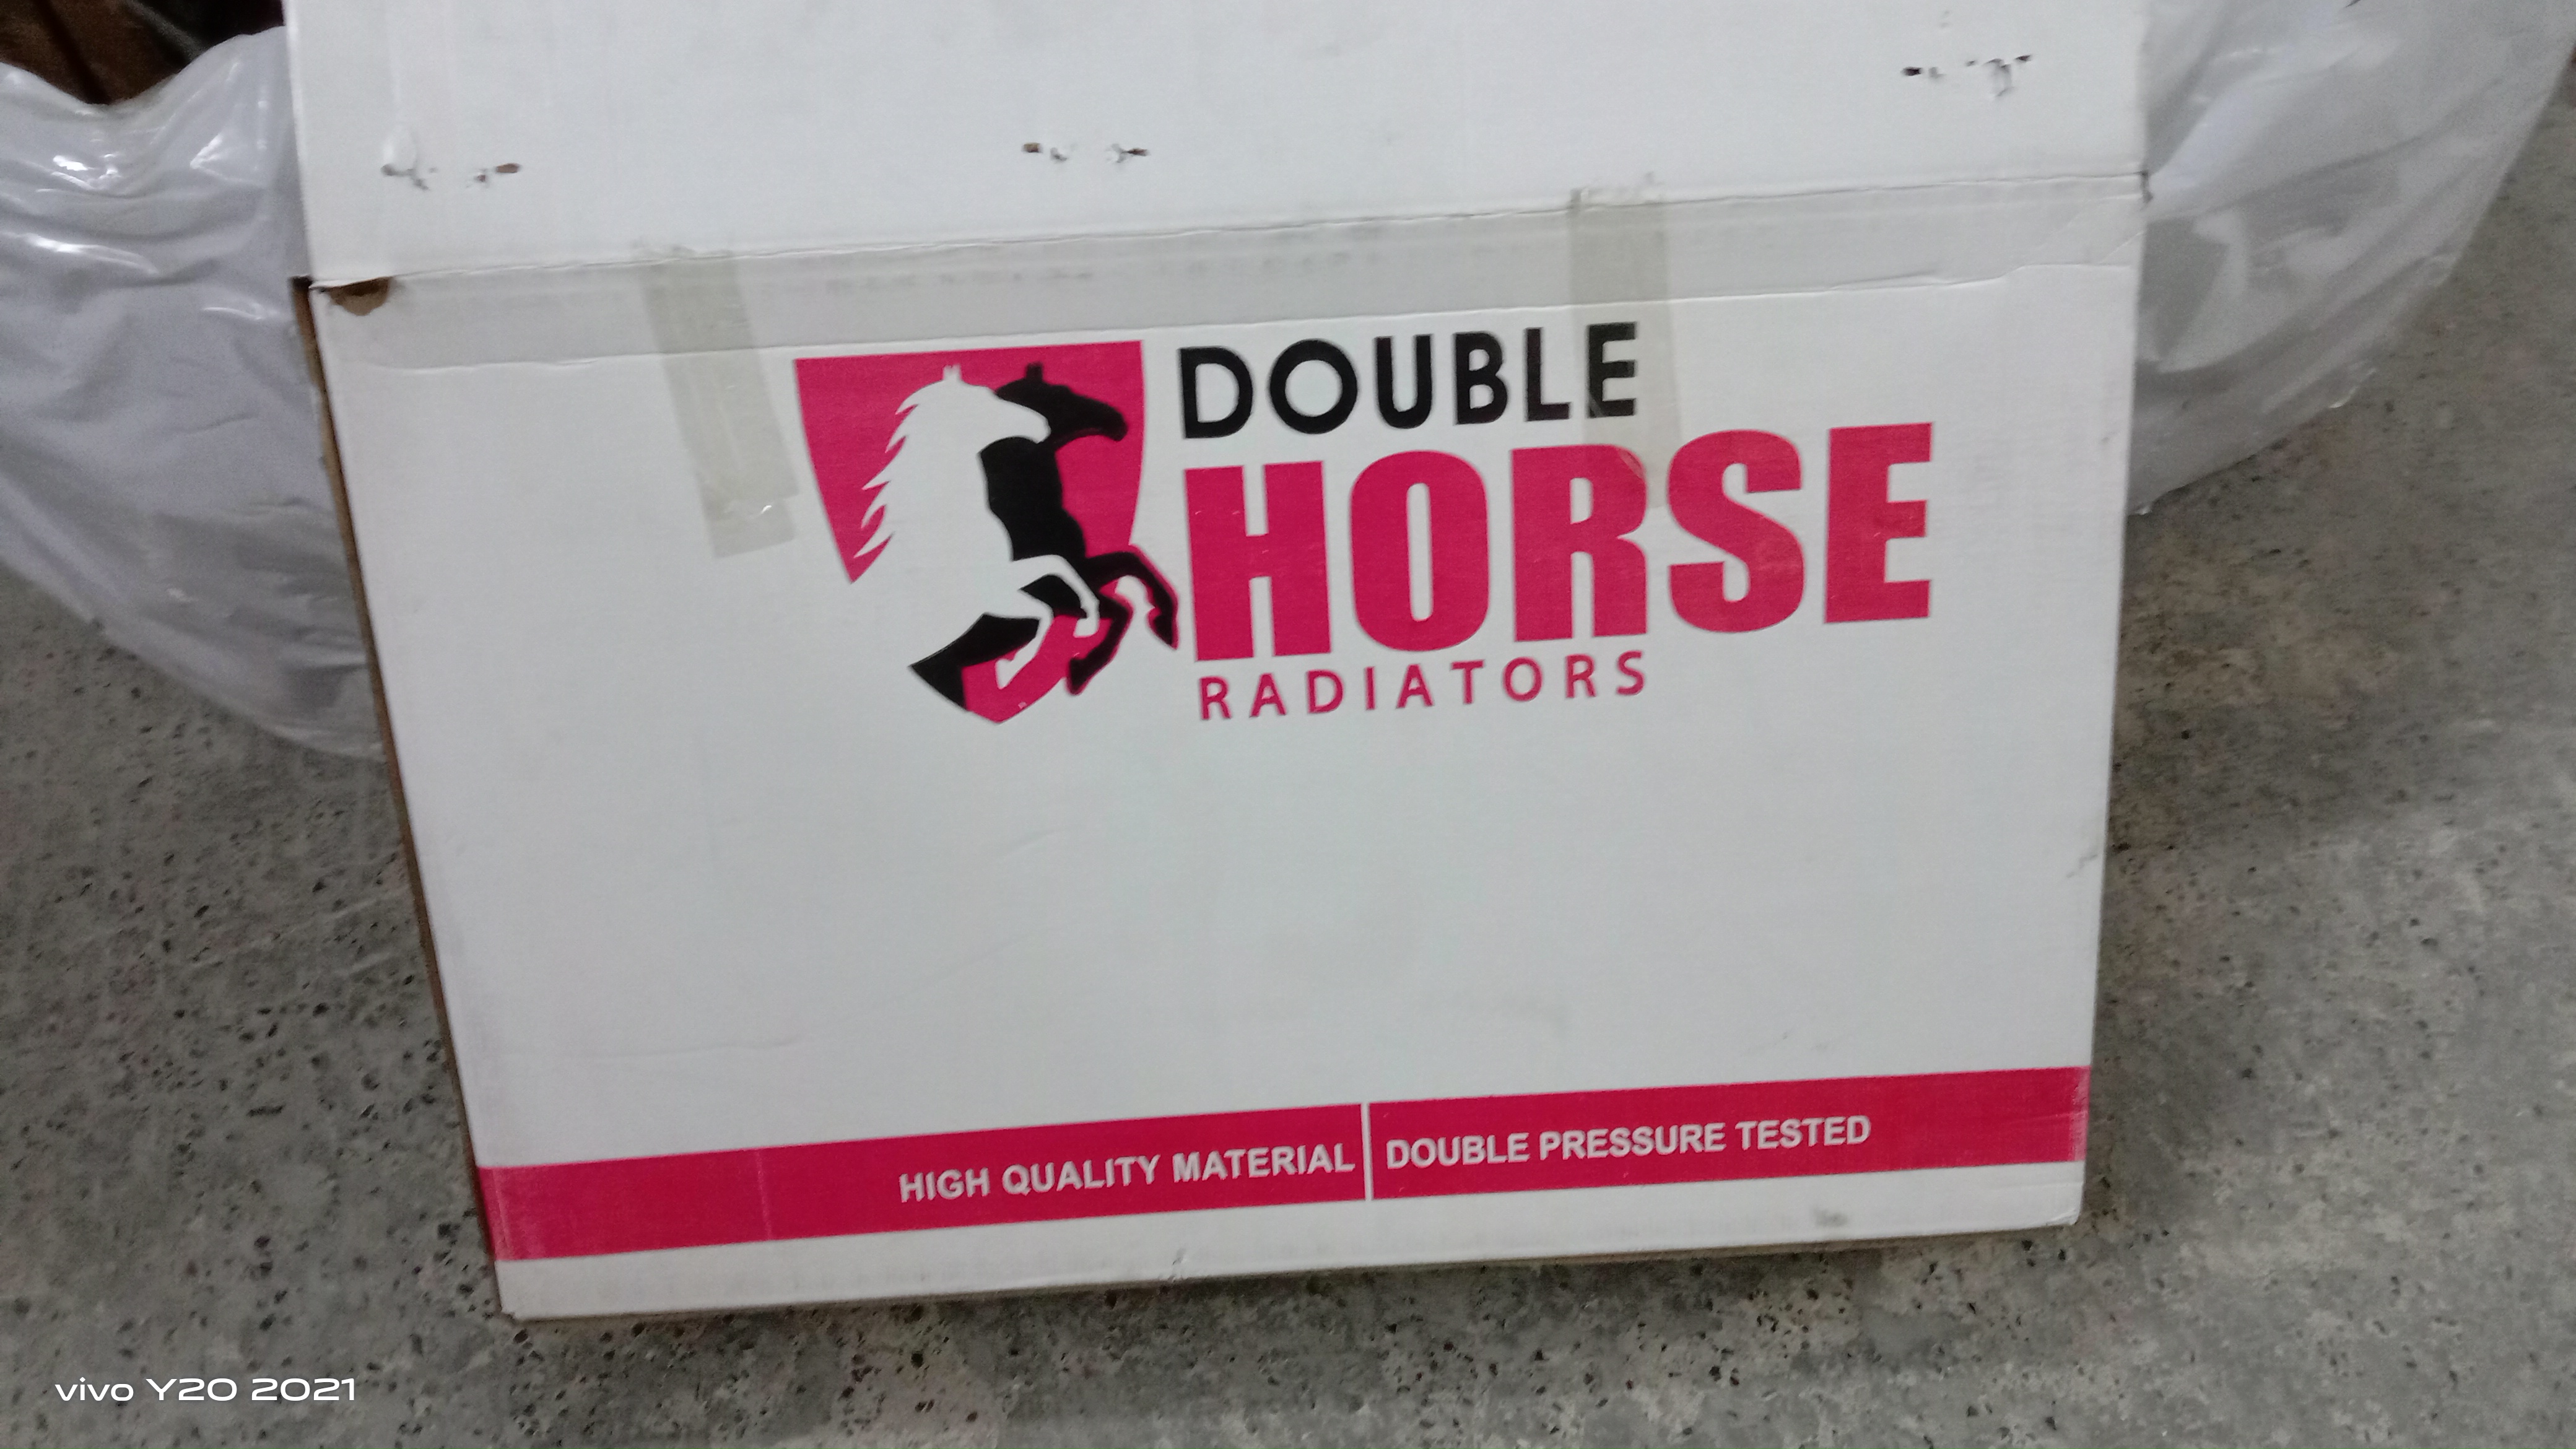 DOUBLE
HORSE
RADIATORS
HIGH QUALITY MATERIAL DOUBLE PRESSURE TESTED
vivo Y20 2021